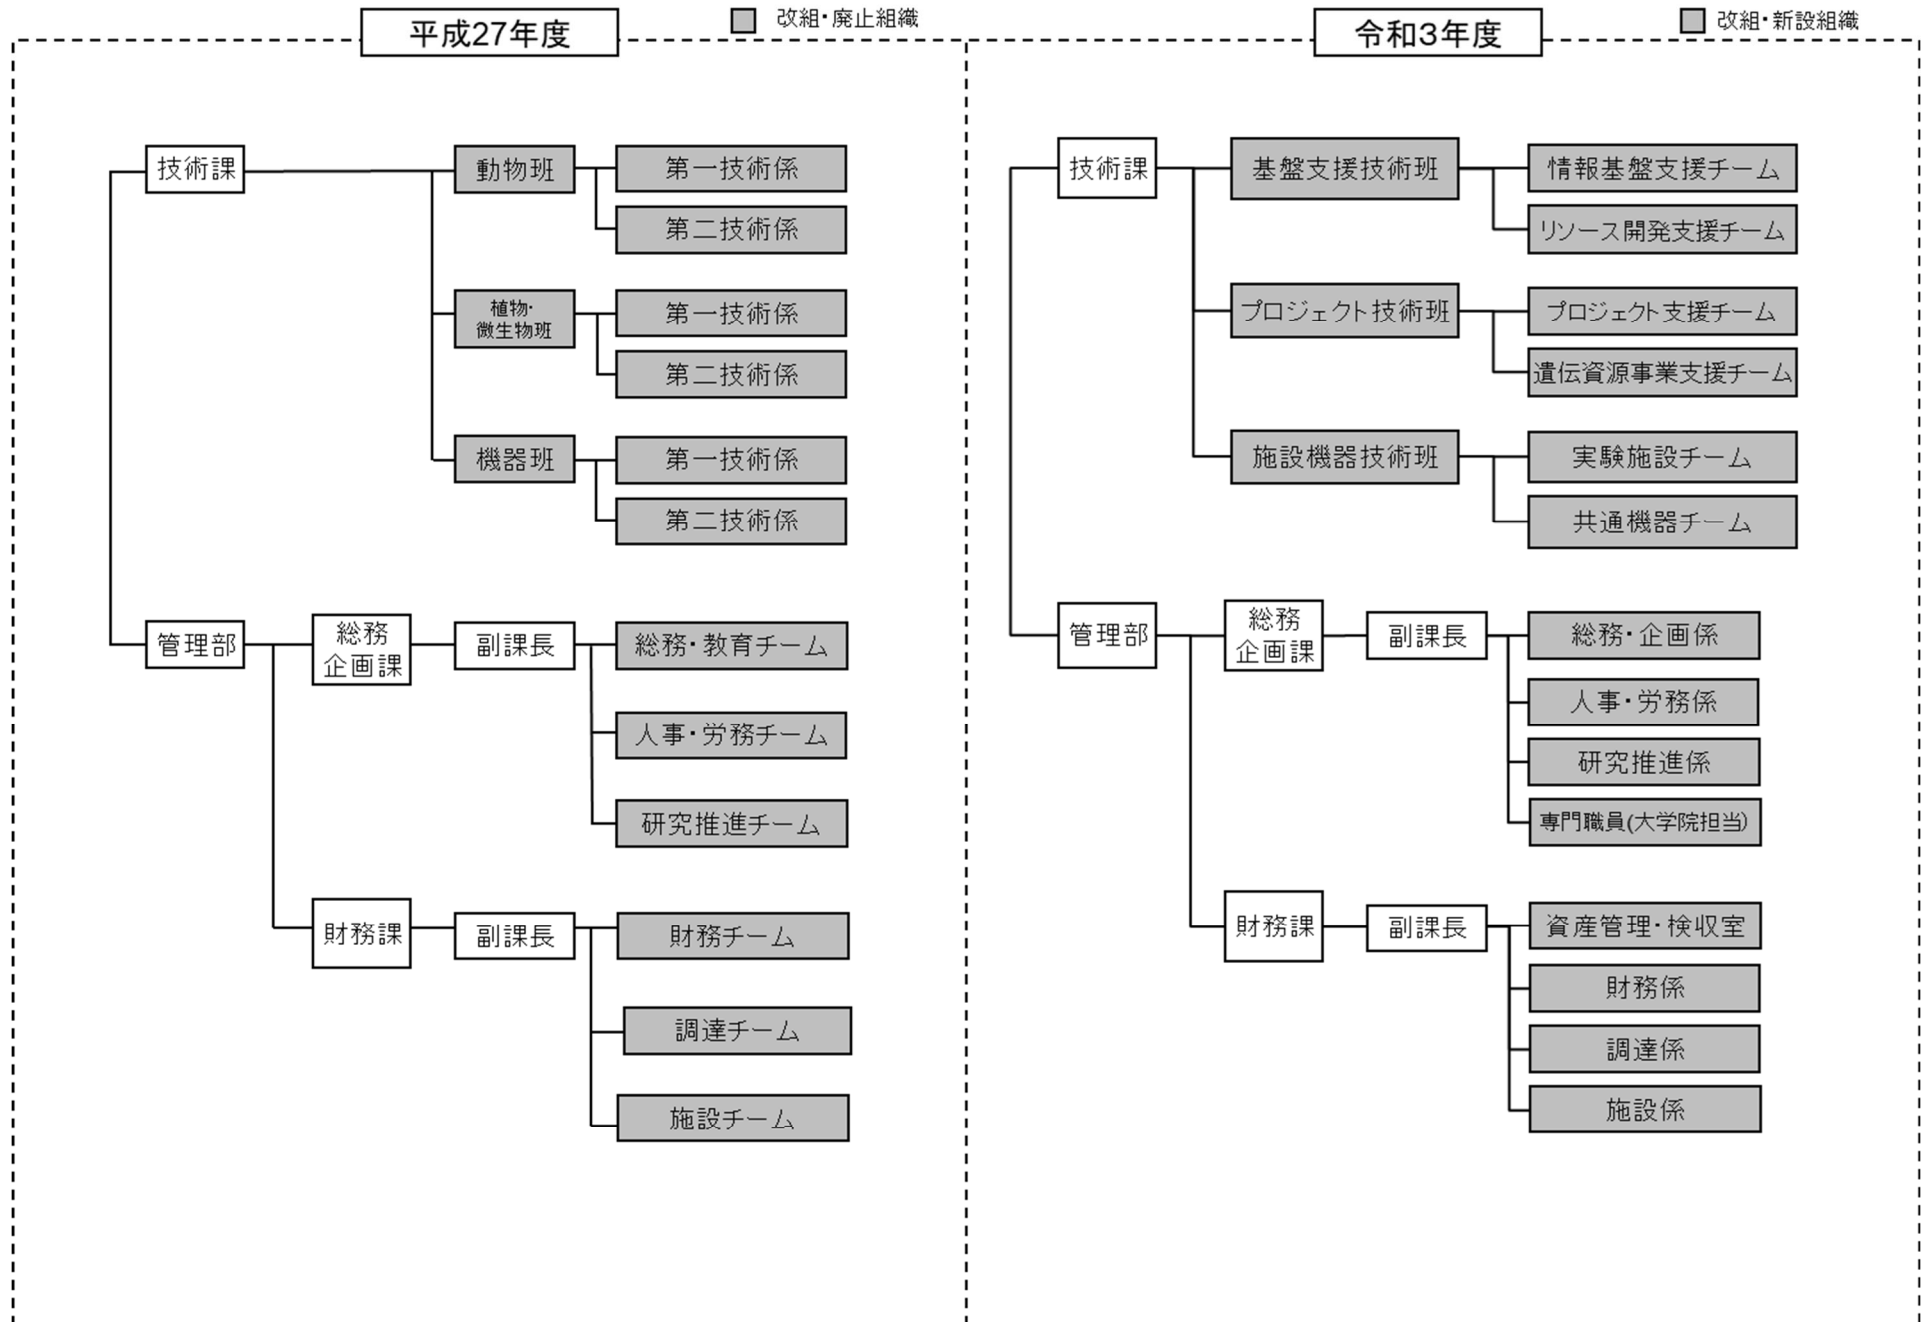 平成27年度
改組・廃止組織
技術課
動物班
第一技術係
第二技術係
植物・
微生物班
第一技術係
第二技術係
機器班
第一技術係
第二技術係
管理部
総務
企画課
副課長
総務・教育チーム
人事・労務チーム
研究推進チーム
財務課
副課長
財務チーム
調達チーム
施設チーム
令和3年度
改組・新設組織
技術課
基盤支援技術班
情報基盤支援チーム
リソース開発支援チーム
プロジェクト技術班
プロジェクト支援チーム
遺伝資源事業支援チーム
施設機器技術班
実験施設チーム
共通機器チーム
管理部
総務
企画課
副課長
総務・企画係
人事・労務係
研究推進係
専門職員(大学院担当)
財務課
副課長
資産管理・検収室
財務係
調達係
施設係